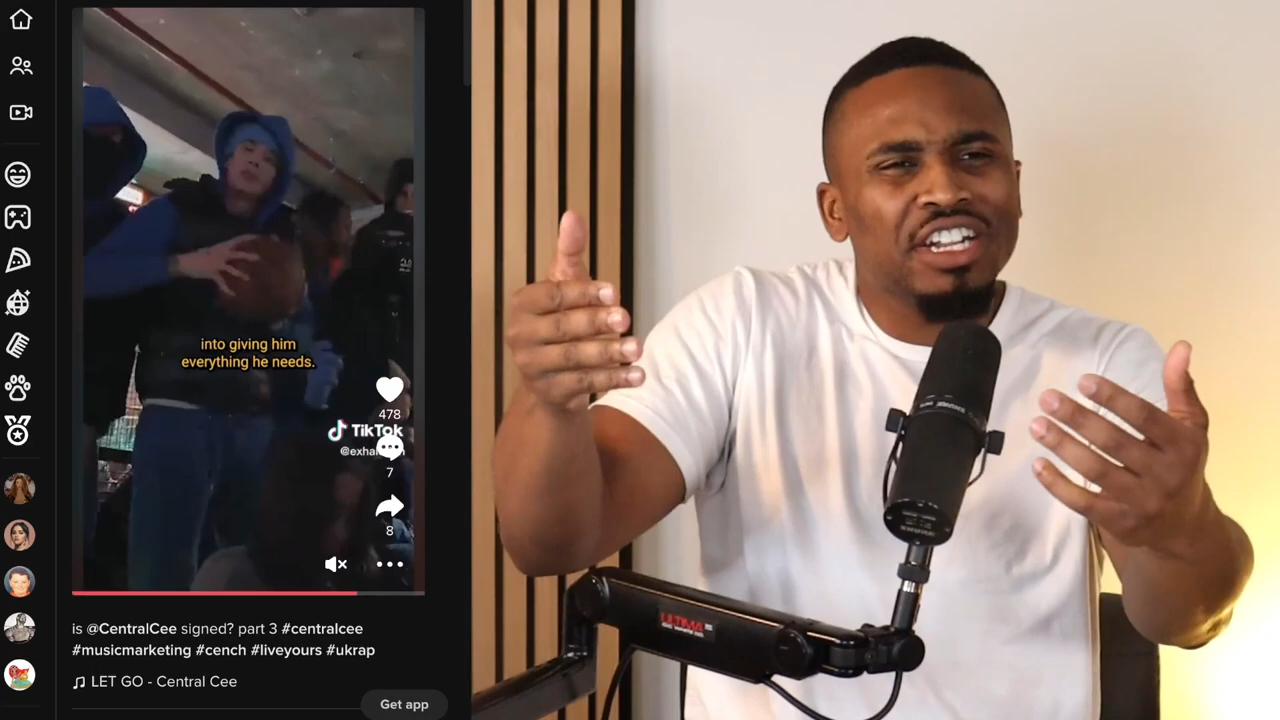 into giving him
everything he needs.
478
TikTok
7
8
is @CentralCee signed? part 3 #centralcee
#musicmarketing #cench #liveyours #ukrap
LET GO - Central Cee
Get app
ULTIMA